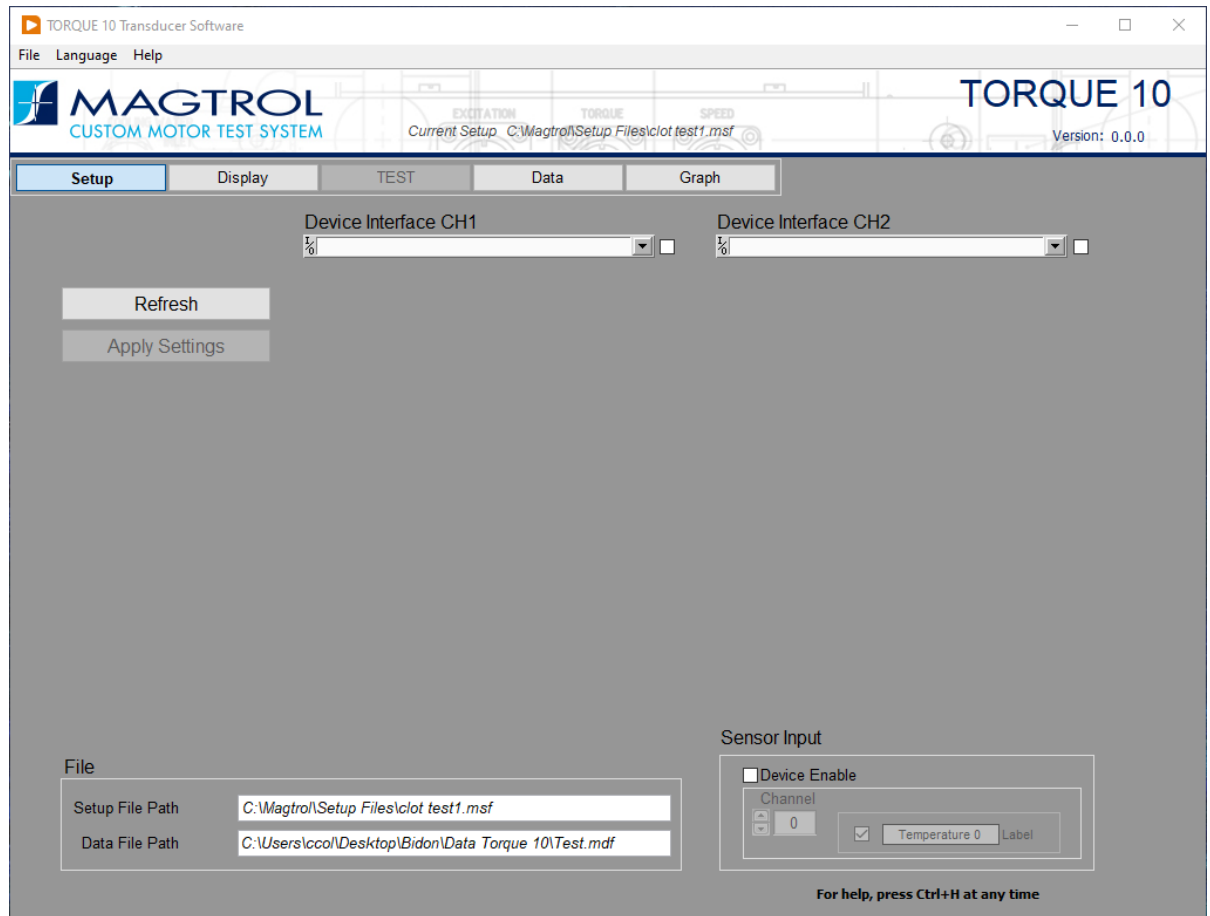 TORQUE 10 Transducer Software
File Language Help
MAGTROL
CUSTOM MOTOR TEST SYSTEM
EXCITATION TORQUE SPEED
Current Setup C:\Magtrol\Setup Files\clot test1.msf
TORQUE 10
Version: 0.0.0
Setup Display TEST Data Graph
Device Interface CH1 Device Interface CH2
Refresh
Apply Settings
Sensor Input
File
Device Enable
Channel
Setup File Path C:\Magtrol\Setup Files\clot test1.msf
0
Temperature 0 Label
Data File Path C:\Users\ccol\Desktop\Bidon\Data Torque 10\Test.mdf
For help, press Ctrl+H at any time